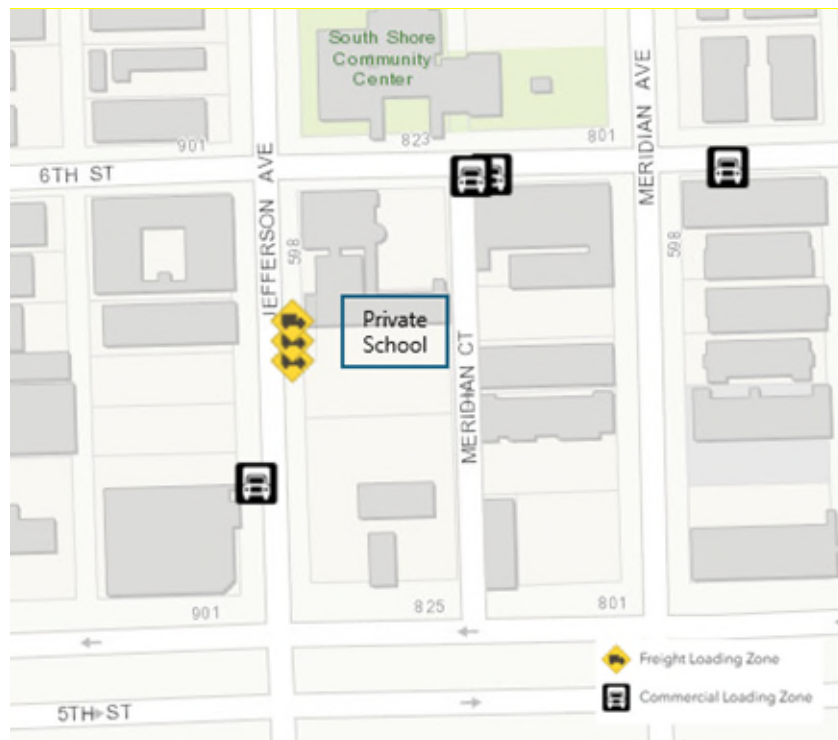 South Shore
Community
Center
901
823
801
6TH ST
JEFFERSON AVE
MERIDIAN AVE
598
598
Private
School
MERIDIAN CT
901
825
801
Freight Loading Zone
Commercial Loading Zone
5TH ST